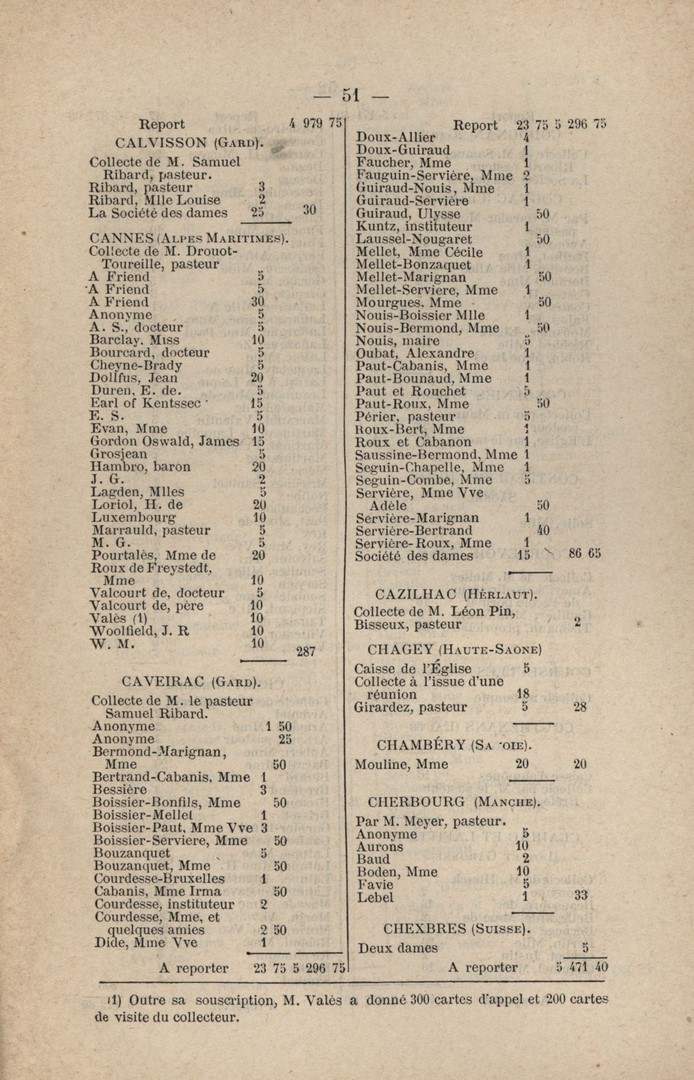 — 51 —
Report 4 979 75
CALVISSON (GARD).
Collecte de M. Samuel
Ribard, pasteur.
Ribard, pasteur 3
Ribard, Mlle Louise 2
La Société des dames 25 30
CANNES (ALPES MARITIMES).
Collecte de M. Drouot-
Toureille, pasteur
A Friend 5
A Friend 5
A Friend 30
Anonyme 5
A. S., docteur 5
Barclay, Miss 10
Bourcard, docteur 5
Cheyne-Brady 5
Dollfus, Jean 20
Duren, E. de. 5
Earl of Kentssec 15
E. S. 5
Evan, Mme 10
Gordon Oswald, James 15
Grosjean 5
Hambro, baron 20
J. G. 2
Lagden, Mlles 5
Loriol, H. de 20
Luxembourg 10
Marrauld, pasteur 5
M. G. 5
Pourtalès, Mme de 20
Roux de Freystedt,
Mme 10
Valcourt de, docteur 5
Valcourt de, père 10
Valès (1) 10
Woolfield, J. R 10
W. M. 10
287
CAVEIRAC (GARD).
Collecte de M. le pasteur
Samuel Ribard.
Anonyme 1 50
Anonyme 25
Bermond-Marignan,
Mme 50
Bertrand-Cabanis, Mme 1
Bessière 3
Boissier-Bonfils, Mme 50
Boissier-Mellet 1
Boissier-Paut, Mme Vve 3
Boissier-Serviere, Mme 50
Bouzanquet 5
Bouzanquet, Mme 50
Courdesse-Bruxelles 1
Cabanis, Mme Irma 50
Courdesse, instituteur 2
Courdesse, Mme, et
quelques amies 2 50
Dide, Mme Vve 1
A reporter 23 75 5 296 75
Report 23 75 5 296 75
Doux-Allier 4
Doux-Guiraud 1
Faucher, Mme 1
Fauguin-Servière, Mme 2
Guiraud-Nouis, Mme 1
Guiraud-Servière 1
Guiraud, Ulysse 50
Kuntz, instituteur 1
Laussel-Nougaret 50
Mellet, Mme Cécile 1
Mellet-Bonzaquet 1
Mellet-Marignan 50
Mellet-Serviere, Mme 1
Mourgues, Mme 50
Nouis-Boissier Mlle 1
Nouis-Bermond, Mme 50
Nouis, maire 5
Oubat, Alexandre 1
Paut-Cabanis, Mme 1
Paut-Bounaud, Mme 1
Paut et Rouchet 5
Paut-Roux, Mme 50
Périer, pasteur 5
Roux-Bert, Mme 1
Roux et Cabanon 1
Saussine-Bermond, Mme 1
Seguin-Chapelle, Mme 1
Seguin-Combe, Mme 5
Servière, Mme Vve
Adèle 50
Servière-Marignan 1
Servière-Bertrand 40
Servière-Roux, Mme 1
Société des dames 15 86 65
CAZILHAC (HÉRLAUT).
Collecte de M. Léon Pin,
Bisseux, pasteur 2
CHAGEY (HAUTE-SAONE)
Caisse de l'Église 5
Collecte à l'issue d'une
réunion 18
Girardez, pasteur 5 28
CHAMBÉRY (SA OIE).
Mouline, Mme 20 20
CHERBOURG (MANCHE).
Par M. Meyer, pasteur.
Anonyme 5
Aurons 10
Baud 2
Boden, Mme 10
Favie 5
Lebel 1 33
CHEXBRES (SUISSE).
Deux dames 5
A reporter 5 471 40
(1) Outre sa souscription, M. Valès a donné 300 cartes d'appel et 200 cartes
de visite du collecteur.